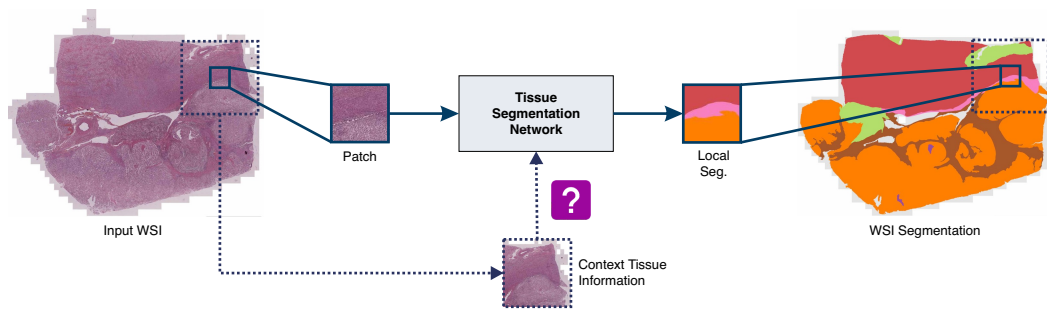 Tissue
Segmentation
Network
Patch
Local
Seg.
?
Input WSI
WSI Segmentation
Context Tissue
Information